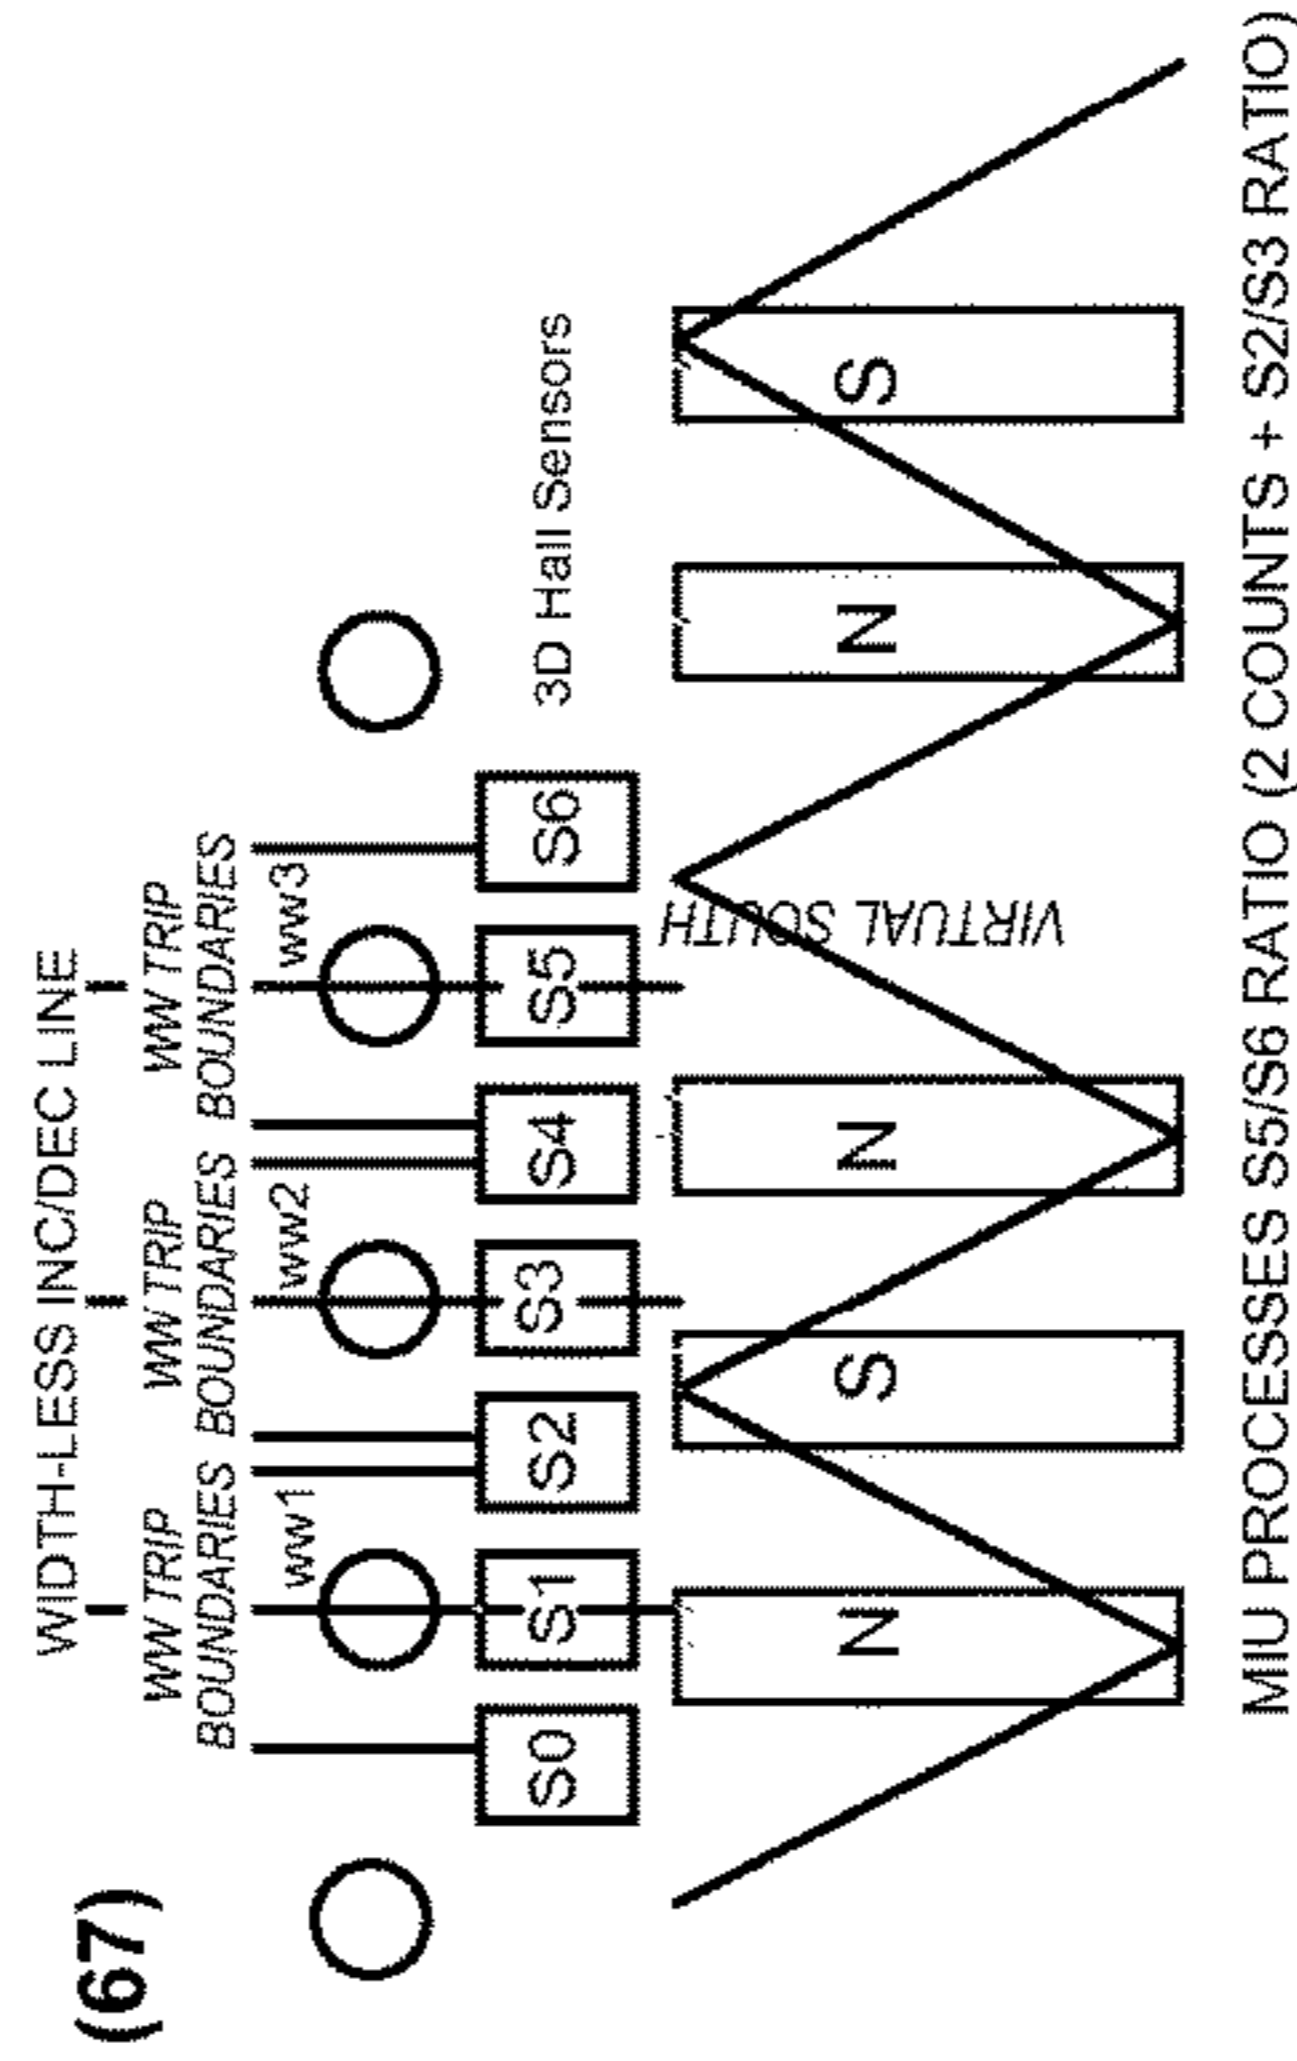 (67)
WIDTH-LESS INC/DEC LINE
WW TRIP
BOUNDARIES
WW TRIP
BOUNDARIES
WW TRIP
BOUNDARIES
ww1
ww2
ww3
S0
S1
S2
S3
S4
S5
S6
3D Hall Sensors
N
S
N
VIRTUAL SOUTH
N
S
MIU PROCESSES S5/S6 RATIO (2 COUNTS + S2/S3 RATIO)